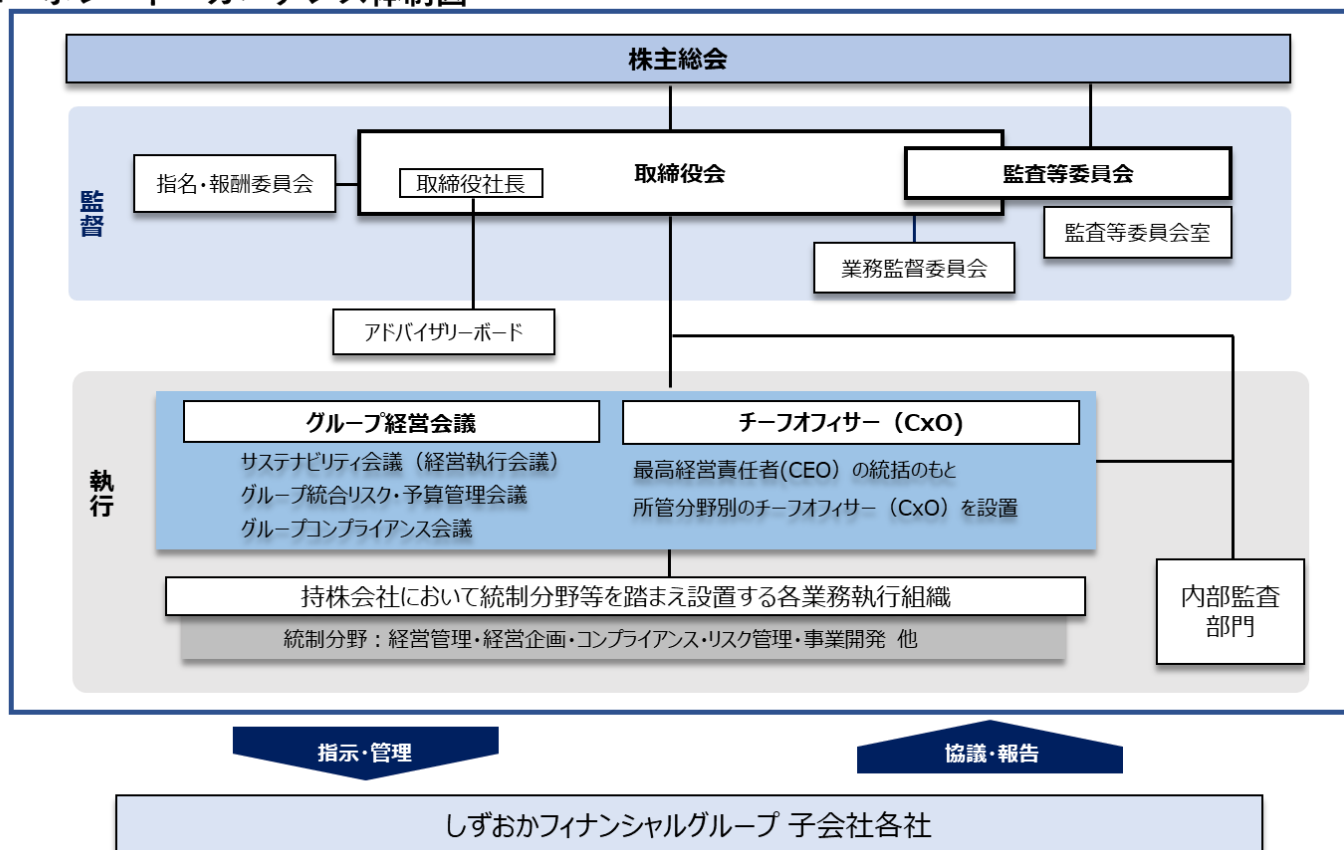 株主総会
監督
指名・報酬委員会
取締役社長
取締役会
監査等委員会
監査等委員会室
業務監督委員会
アドバイザリーボード
執行
グループ経営会議
サステナビリティ会議（経営執行会議）
グループ統合リスク・予算管理会議
グループコンプライアンス会議
チーフオフィサー（CxO)
最高経営責任者(CEO）の統括のもと
所管分野別のチーフオフィサー（CxO）を設置
持株会社において統制分野等を踏まえ設置する各業務執行組織
統制分野：経営管理・経営企画・コンプライアンス・リスク管理・事業開発 他
内部監査
部門
指示・管理
協議・報告
しずおかフィナンシャルグループ 子会社各社